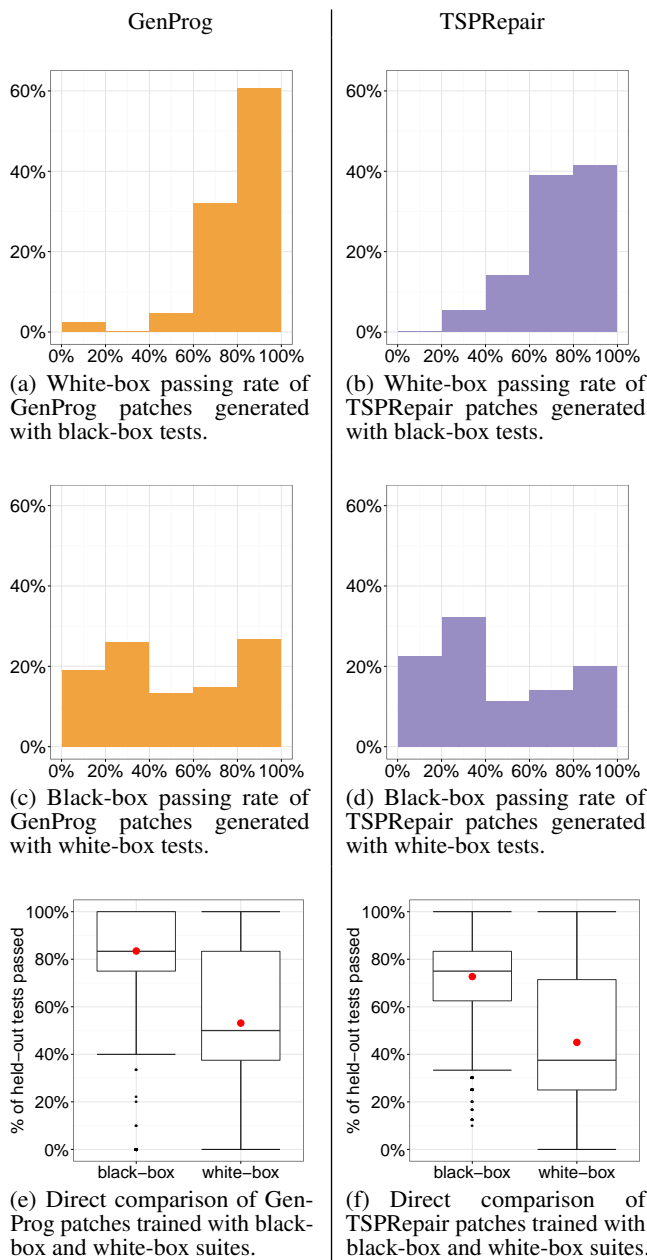 GenProg
TSPRepair
60%
40%
20%
0%
0% 20% 40% 60% 80% 100%
(a) White-box passing rate of
GenProg patches generated
with black-box tests.
60%
40%
20%
0%
0% 20% 40% 60% 80% 100%
(b) White-box passing rate of
TSPRepair patches generated
with black-box tests.
60%
40%
20%
0%
0% 20% 40% 60% 80% 100%
(c) Black-box passing rate of
GenProg patches generated
with white-box tests.
60%
40%
20%
0%
0% 20% 40% 60% 80% 100%
(d) Black-box passing rate of
TSPRepair patches generated
with white-box tests.
% of held-out tests passed
100%
80%
60%
40%
20%
0%
black-box white-box
(e) Direct comparison of Gen-
Prog patches trained with black-
box and white-box suites.
% of held-out tests passed
100%
80%
60%
40%
20%
0%
black-box white-box
(f) Direct comparison of
TSPRepair patches trained with
black-box and white-box suites.